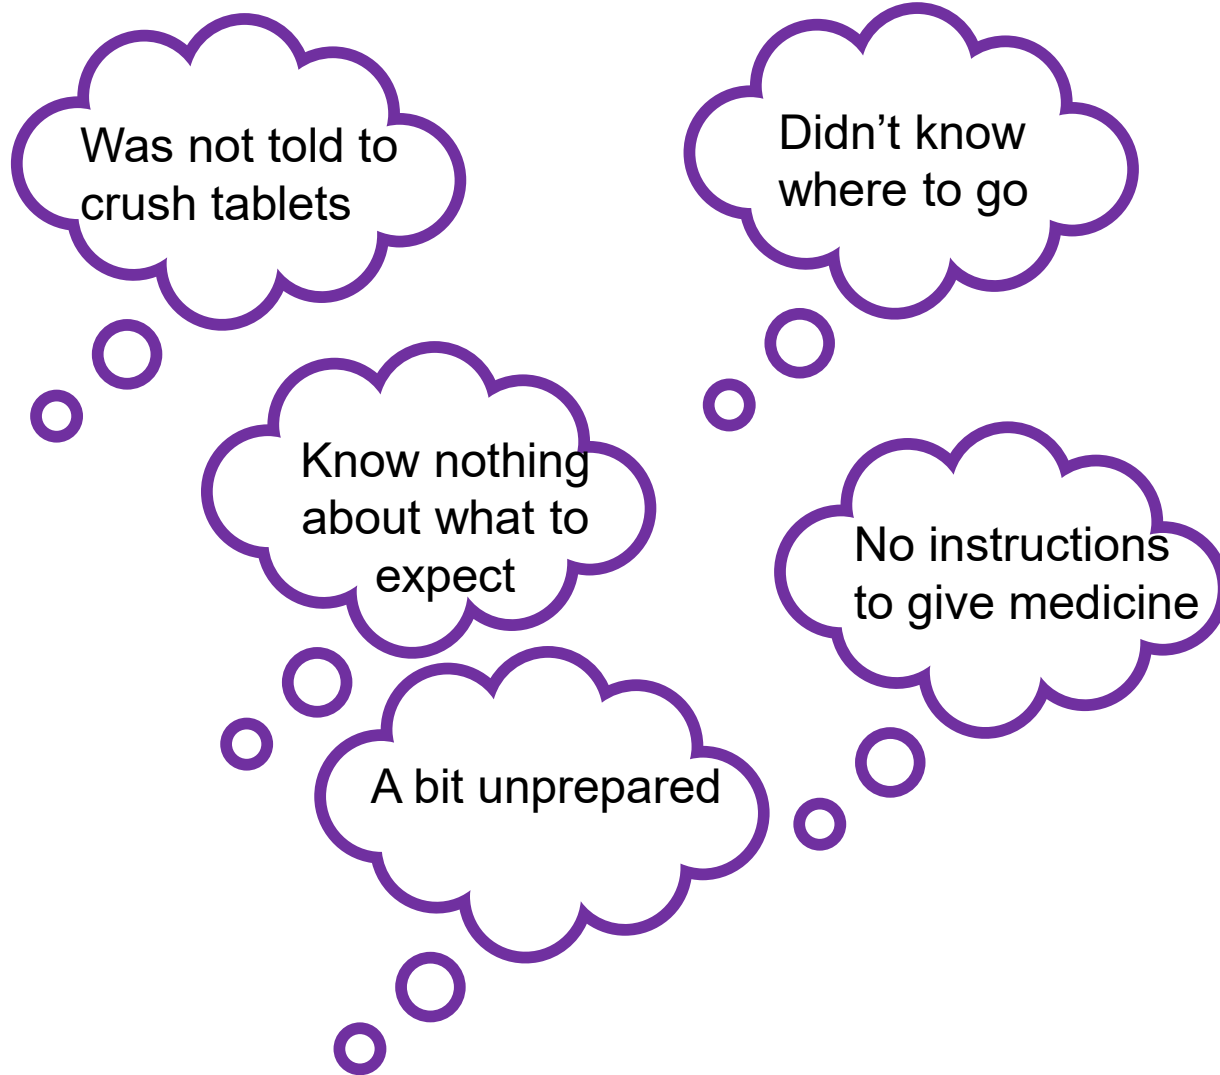 Was not told to
crush tablets
Didn’t know
where to go
Know nothing
about what to
expect
No instructions
to give medicine
A bit unprepared